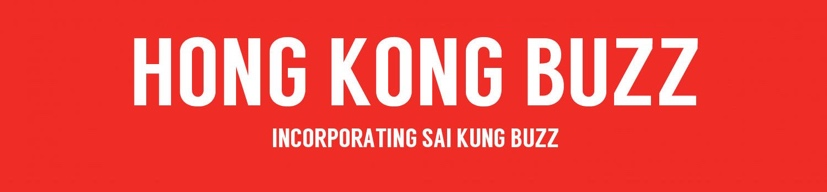 HONG KONG BUZZ
INCORPORATING SAI KUNG BUZZ